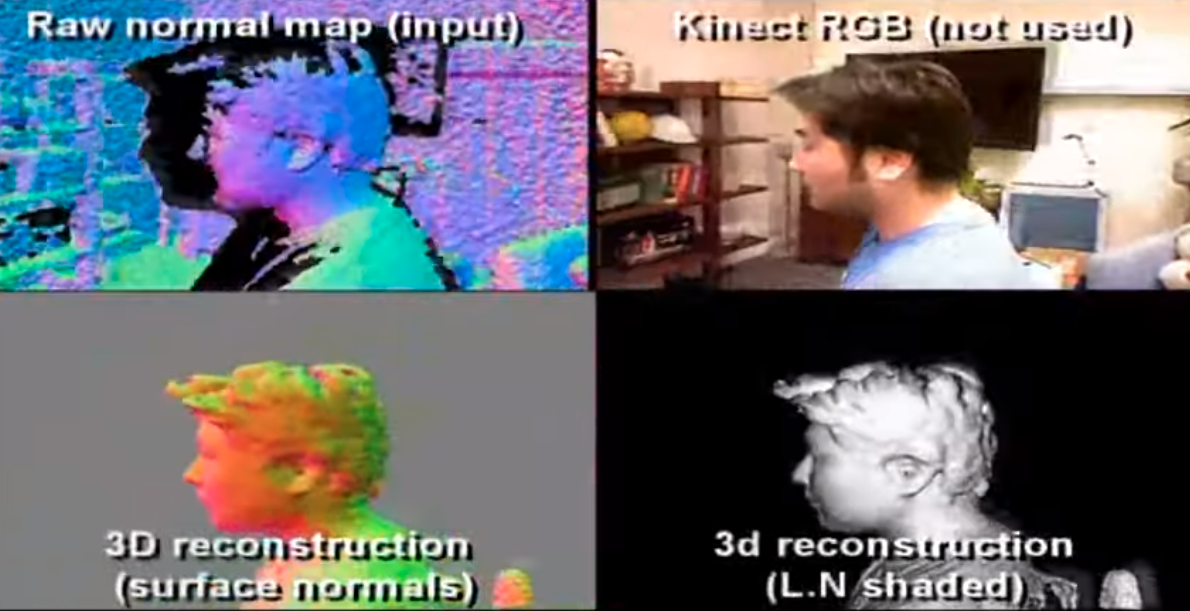 Raw normal map (input)
Kinect RGB (not used)
3D reconstruction
(surface normals)
3d reconstruction
(L.N shaded)